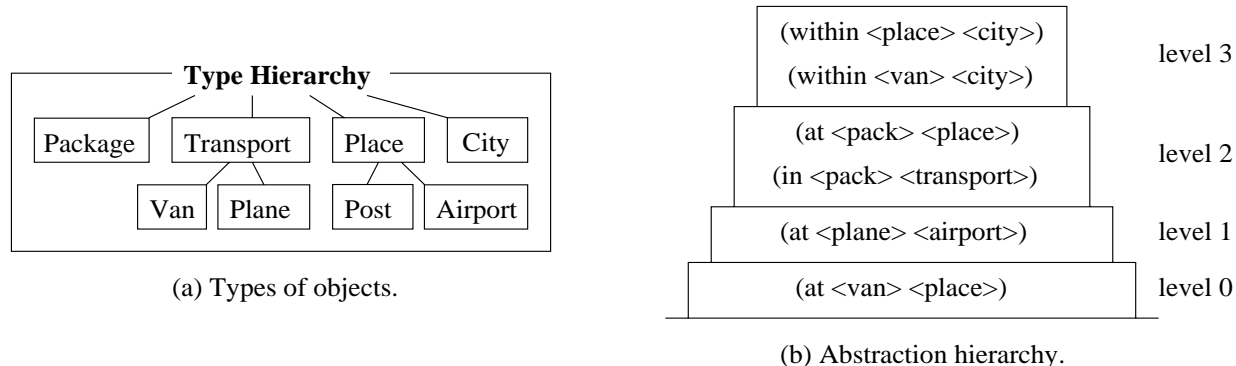 Type Hierarchy
Package
Transport
Place
City
Van
Plane
Post
Airport
(a) Types of objects.
(within <place> <city>)
(within <van> <city>)
level 3
(at <pack> <place>)
(in <pack> <transport>)
level 2
(at <plane> <airport>)
level 1
(at <van> <place>)
level 0
(b) Abstraction hierarchy.